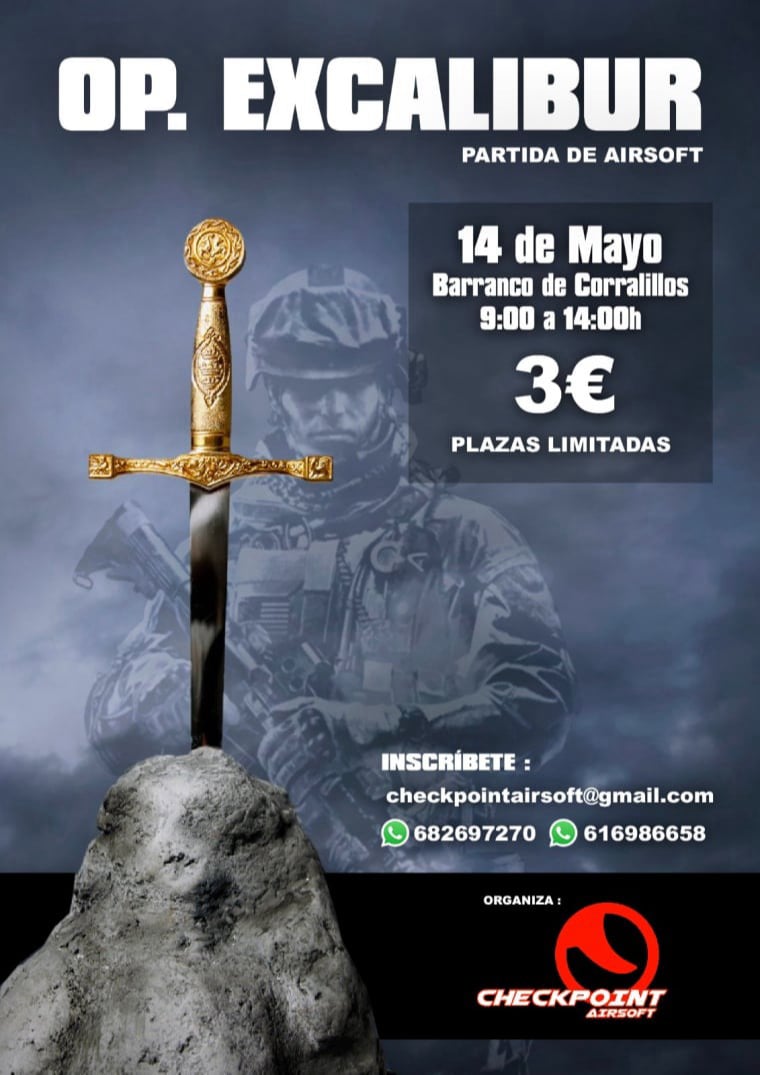 OP. EXCALIBUR
PARTIDA DE AIRSOFT
14 de Mayo
Barranco de Corralillos
9:00 a 14:00h
3€
PLAZAS LIMITADAS
INSCRÍBETE :
checkpointairsoft@gmail.com
682697270 616986658
ORGANIZA :
CHECKPOINT
AIRSOFT